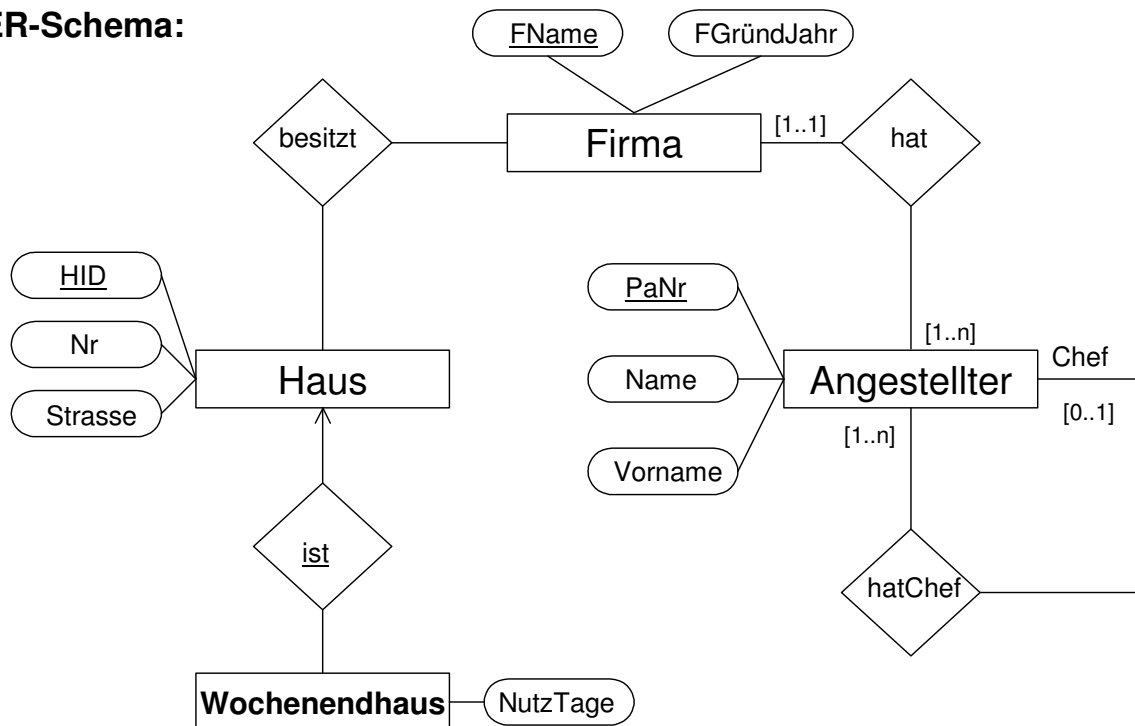 ER-Schema:
FName
FGründJahr
besitzt
Firma
[1..1]
hat
HID
Nr
Strasse
Haus
PaNr
Name
Vorname
[1..n]
Angestellter
Chef
[0..1]
[1..n]
ist
hatChef
Wochenendhaus
NutzTage